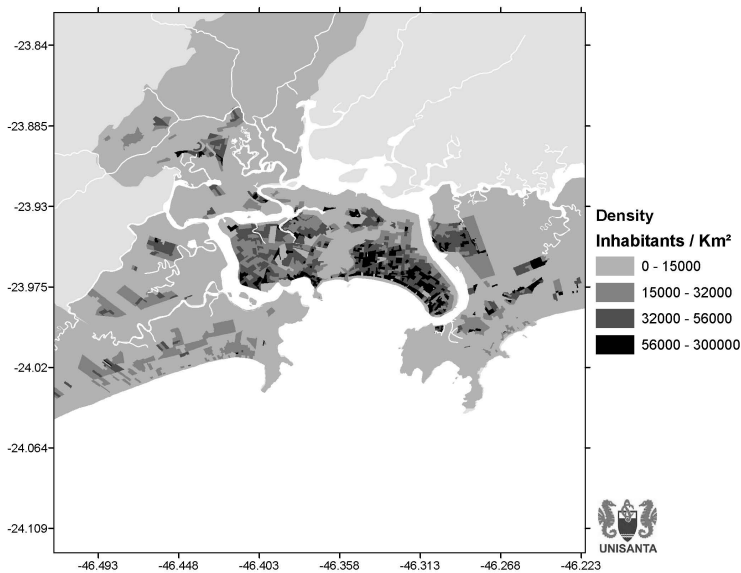 -23.84
-23.885
-23.93
-23.975
-24.02
-24.064
-24.109
-46.493 -46.448 -46.403 -46.358 -46.313 -46.268 -46.223
Density
Inhabitants / Km²
0 - 15000
15000 - 32000
32000 - 56000
56000 - 300000
UNISANTA